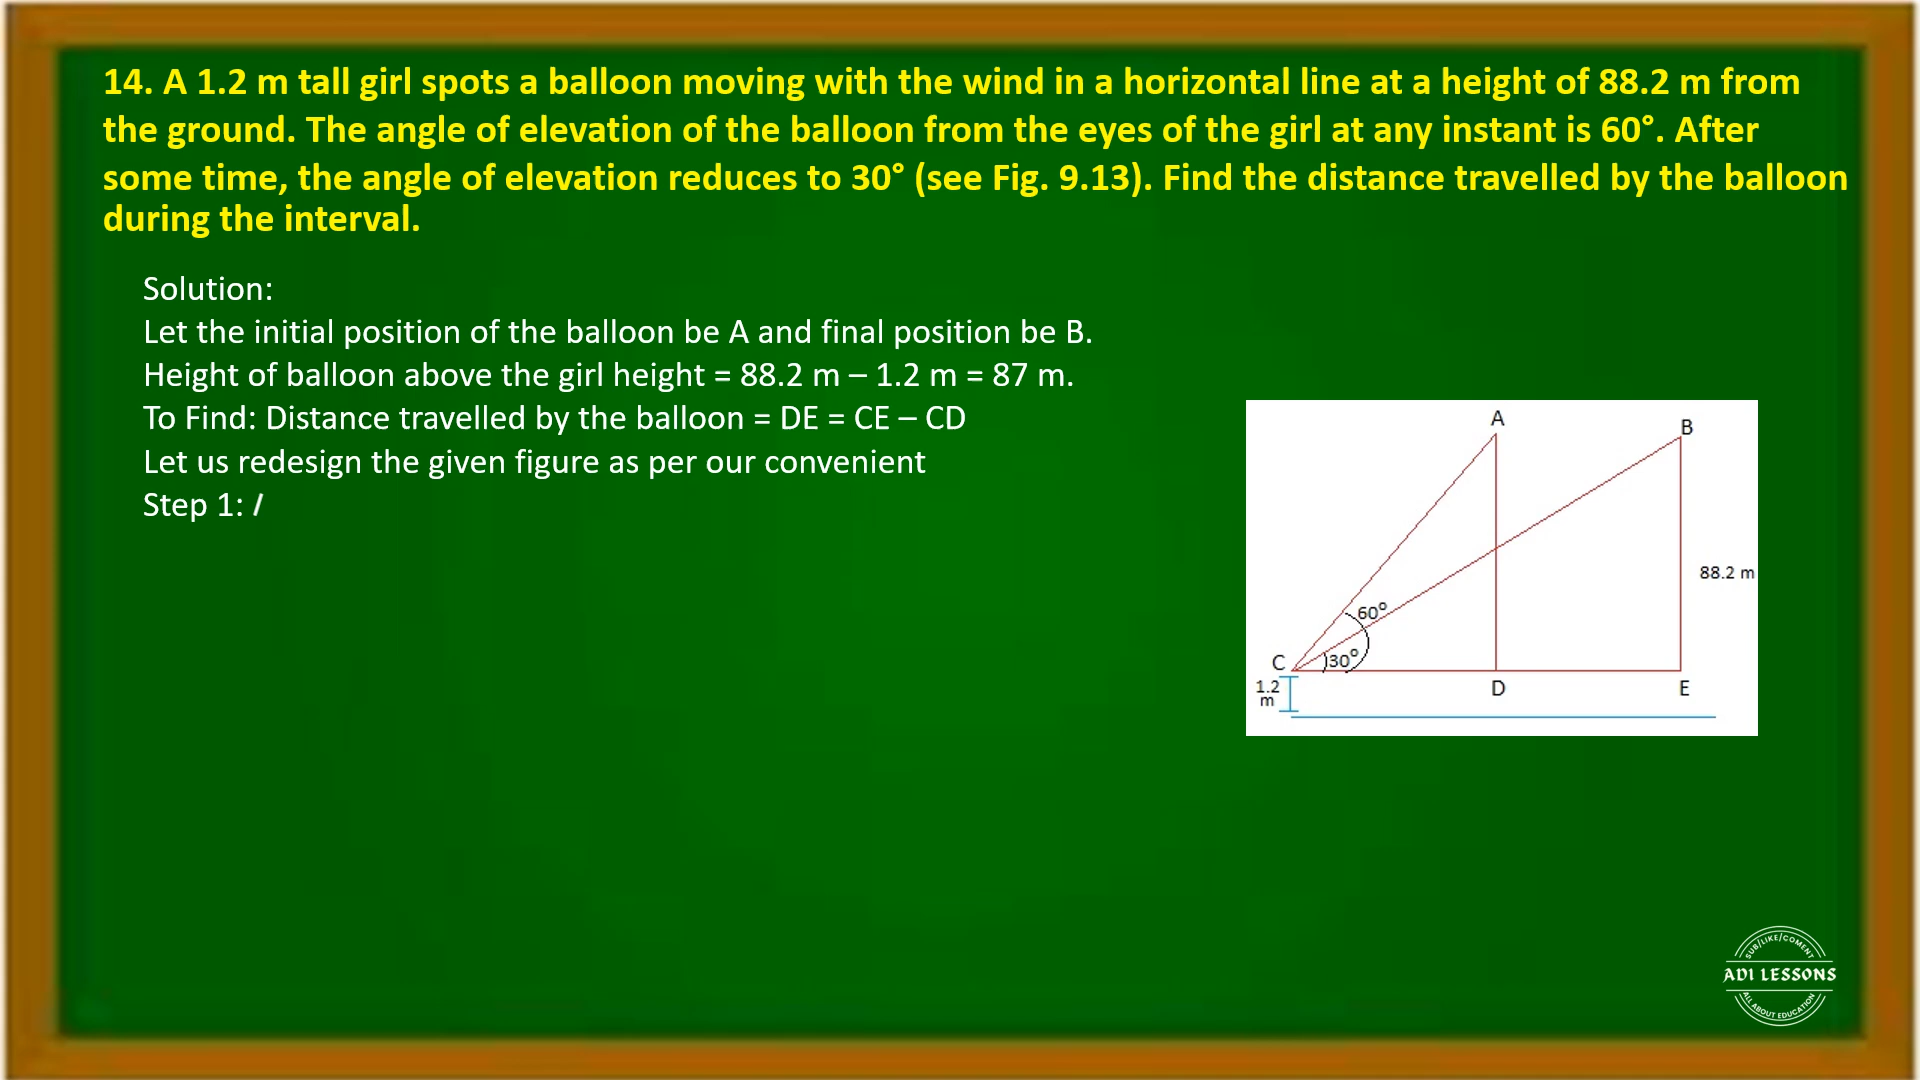 14. A 1.2 m tall girl spots a balloon moving with the wind in a horizontal line at a height of 88.2 m from
the ground. The angle of elevation of the balloon from the eyes of the girl at any instant is 60°. After
some time, the angle of elevation reduces to 30° (see Fig. 9.13). Find the distance travelled by the balloon
during the interval.
Solution:
Let the initial position of the balloon be A and final position be B.
Height of balloon above the girl height = 88.2 m – 1.2 m = 87 m.
To Find: Distance travelled by the balloon = DE = CE – CD
Let us redesign the given figure as per our convenient
Step 1:
A
B
88.2 m
60°
30°
C
1.2
m
D
E
SUB/LIKE/COMENT
ADI LESSONS
ALL ABOUT EDUCATION